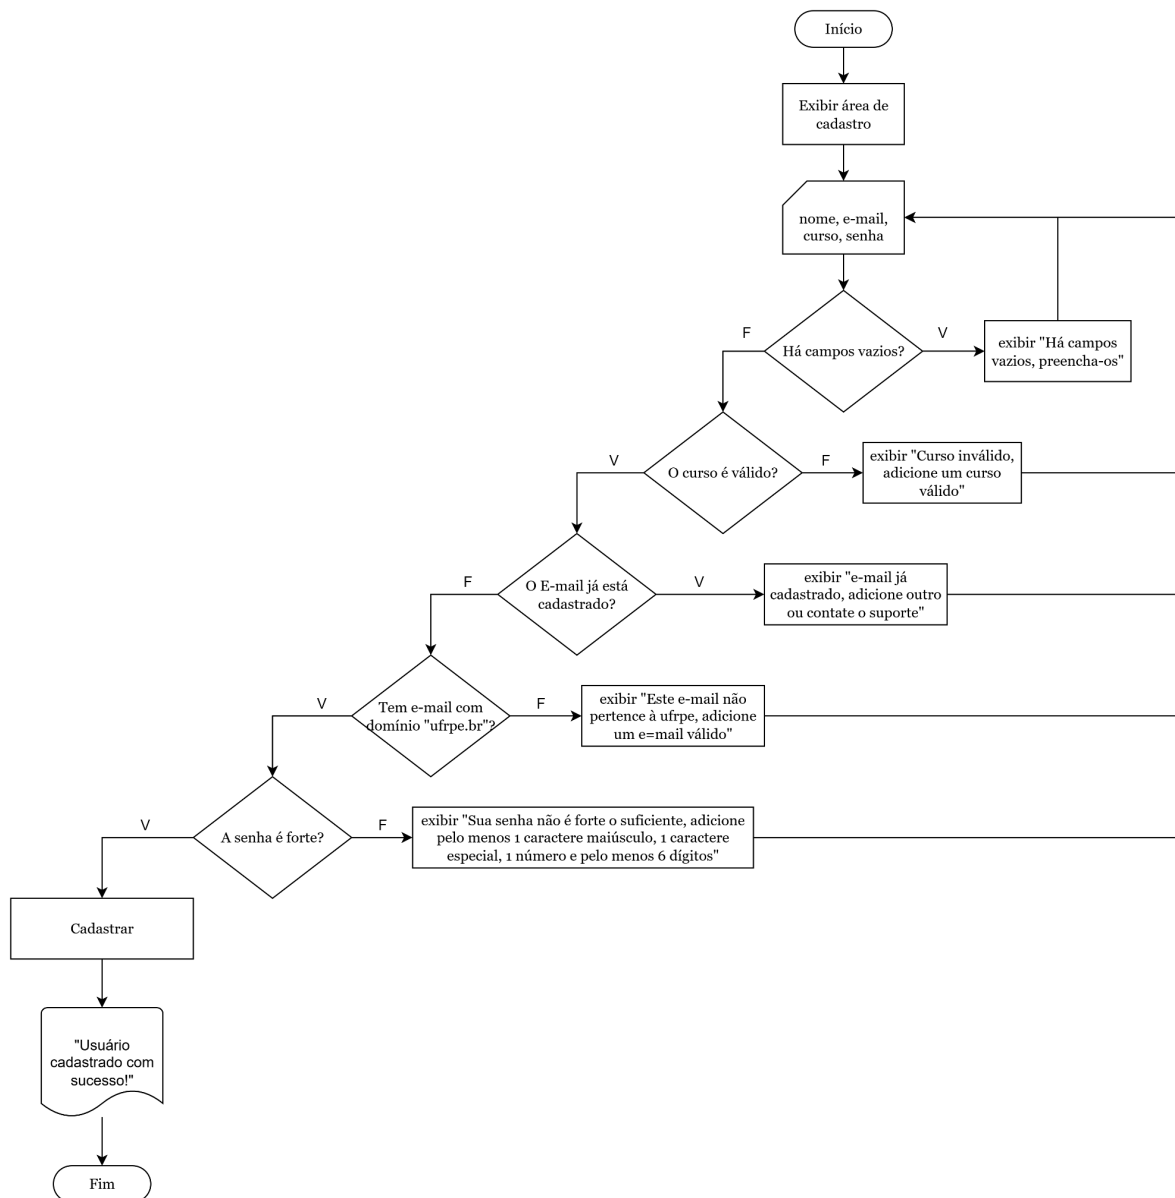 Início
Exibir área de
cadastro
nome, e-mail,
curso, senha
Há campos vazios?
F
V
exibir "Há campos
vazios, preencha-os"
O curso é válido?
V
F
exibir "Curso inválido,
adicione um curso
válido"
O E-mail já está
cadastrado?
F
V
exibir "e-mail já
cadastrado, adicione outro
ou contate o suporte"
Tem e-mail com
domínio "ufrpe.br"?
V
F
exibir "Este e-mail não
pertence à ufrpe, adicione
um e=mail válido"
A senha é forte?
V
F
exibir "Sua senha não é forte o suficiente, adicione
pelo menos 1 caractere maiúsculo, 1 caractere
especial, 1 número e pelo menos 6 dígitos"
Cadastrar
"Usuário
cadastrado com
sucesso!"
Fim